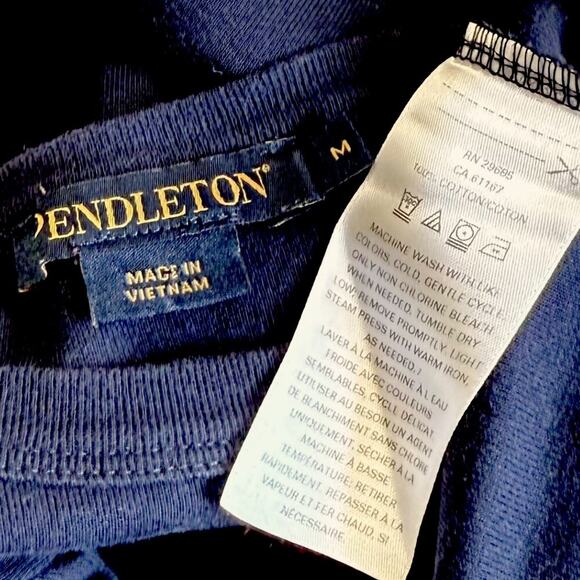 PENDLETON®
M
MADE IN
VIETNAM
RN 29685
CA 61167
100% COTTON/COTON
MACHINE WASH WITH LIKE
COLORS, COLD, GENTLE CYCLE.
ONLY NON CHLORINE BLEACH
WHEN NEEDED, TUMBLE DRY
LOW, REMOVE PROMPTLY, LIGHT
STEAM PRESS WITH WARM IRON,
AS NEEDED./
LAVER À LA MACHINE À L'EAU
FROIDE AVEC COULEURS
SEMBLABLES, CYCLE DÉLICAT.
UTILISER AU BESOIN UN AGENT
DE BLANCHIMENT SANS CHLORE
UNIQUEMENT, SÉCHER À LA
MACHINE À BASSE
TEMPÉRATURE; RETIRER
RAPIDEMENT, REPASSER À LA
VAPEUR ET FER CHAUD, SI
NÉCESSAIRE.